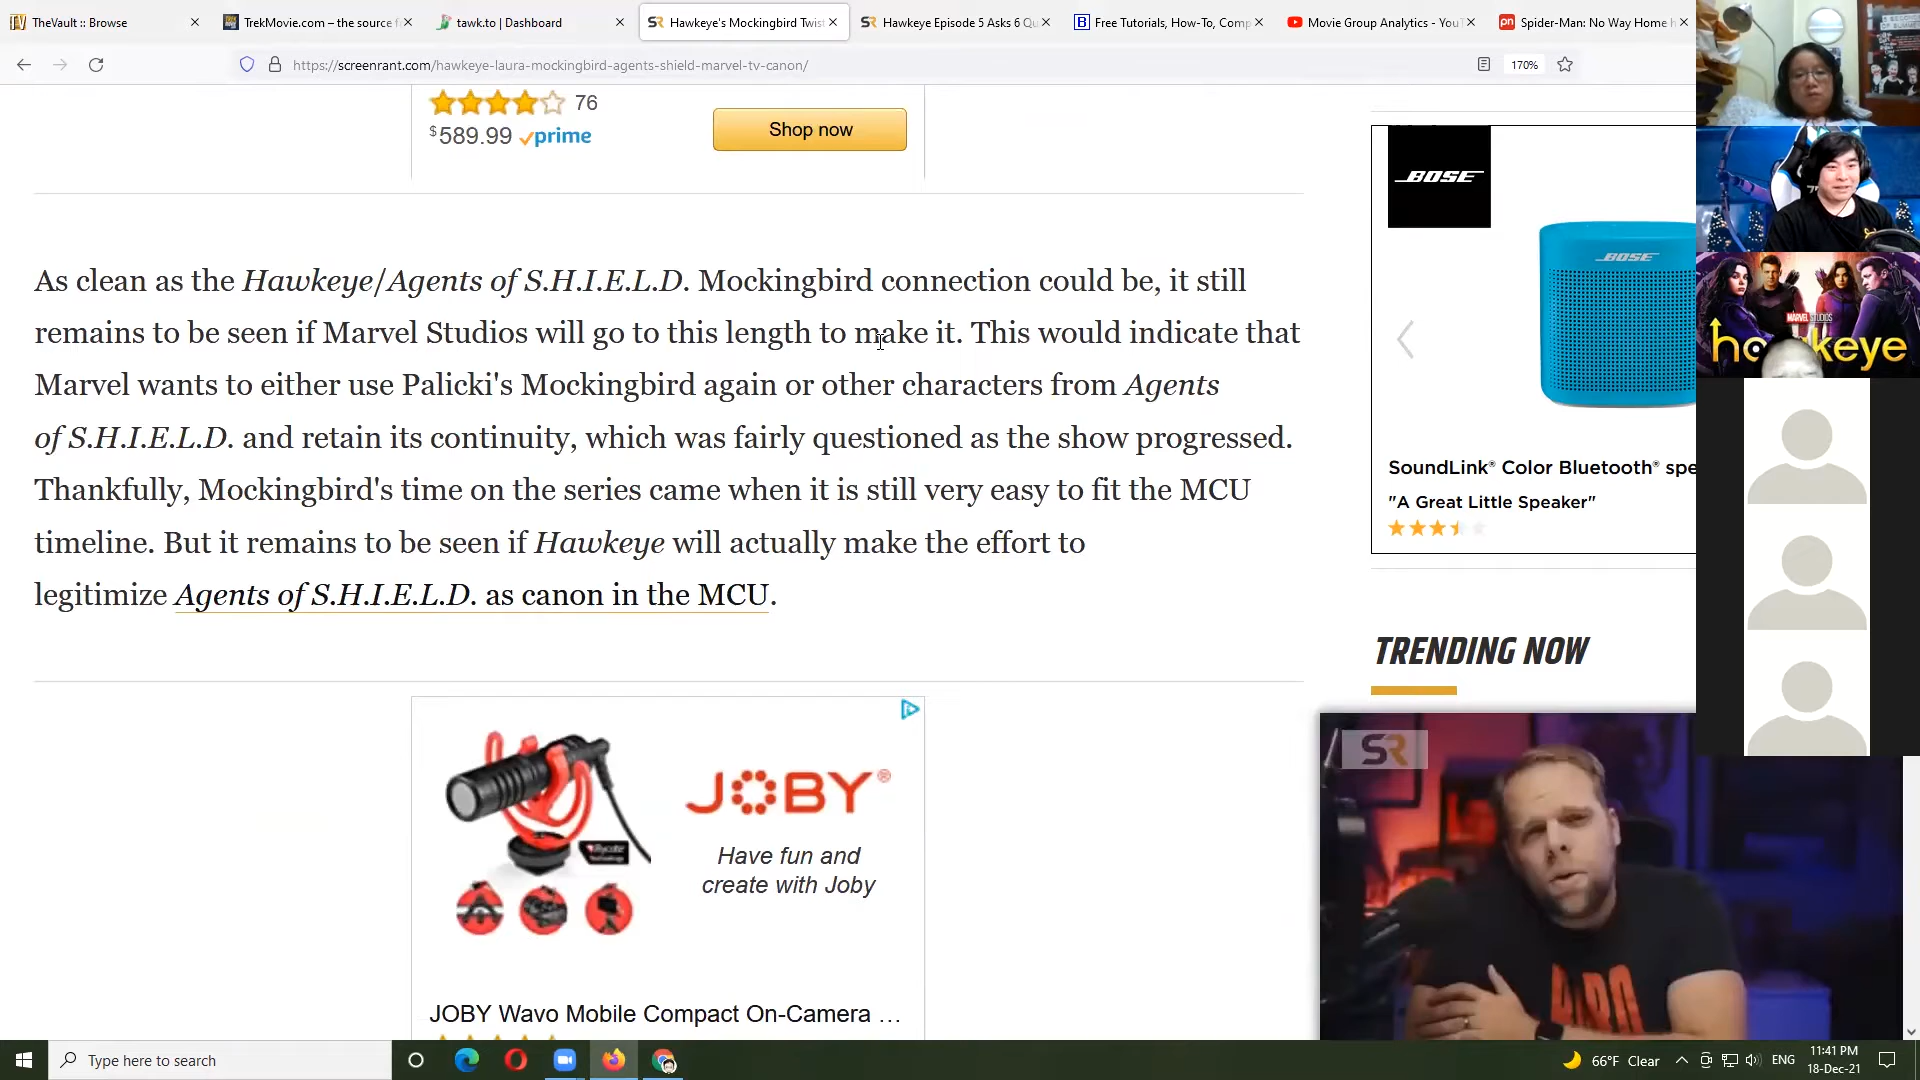 TheVault :: Browse
TrekMovie.com – the source f
tawk.to | Dashboard
Hawkeye's Mockingbird Twist
Hawkeye Episode 5 Asks 6 Qu
Free Tutorials, How-To, Comp
Movie Group Analytics - YouT
Spider-Man: No Way Home h
https://screenrant.com/hawkeye-laura-mockingbird-agents-shield-marvel-tv-canon/
170%
76
$589.99 prime
Shop now
BOSE
BOSE
As clean as the Hawkeye/Agents of S.H.I.E.L.D. Mockingbird connection could be, it still
remains to be seen if Marvel Studios will go to this length to make it. This would indicate that
Marvel wants to either use Palicki's Mockingbird again or other characters from Agents
of S.H.I.E.L.D. and retain its continuity, which was fairly questioned as the show progressed.
Thankfully, Mockingbird's time on the series came when it is still very easy to fit the MCU
timeline. But it remains to be seen if Hawkeye will actually make the effort to
legitimize Agents of S.H.I.E.L.D. as canon in the MCU.
SoundLink® Color Bluetooth® spe
"A Great Little Speaker"
TRENDING NOW
SR
JOBY®
Have fun and
create with Joby
JOBY Wavo Mobile Compact On-Camera ...
MARVEL STUDIOS
Type here to search
66°F Clear
ENG
11:41 PM
18-Dec-21